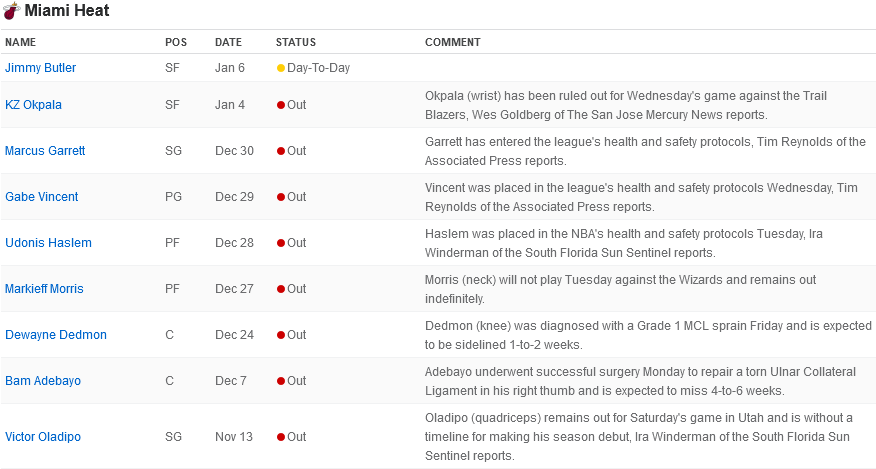 Miami Heat
NAME POS DATE STATUS COMMENT
Jimmy Butler SF Jan 6 Day-To-Day
KZ Okpala SF Jan 4 Out Okpala (wrist) has been ruled out for Wednesday's game against the Trail
Blazers, Wes Goldberg of The San Jose Mercury News reports.
Marcus Garrett SG Dec 30 Out Garrett has entered the league's health and safety protocols, Tim Reynolds of the
Associated Press reports.
Gabe Vincent PG Dec 29 Out Vincent was placed in the league's health and safety protocols Wednesday, Tim
Reynolds of the Associated Press reports.
Udonis Haslem PF Dec 28 Out Haslem was placed in the NBA's health and safety protocols Tuesday, Ira
Winderman of the South Florida Sun Sentinel reports.
Markieff Morris PF Dec 27 Out Morris (neck) will not play Tuesday against the Wizards and remains out
indefinitely.
Dewayne Dedmon C Dec 24 Out Dedmon (knee) was diagnosed with a Grade 1 MCL sprain Friday and is expected
to be sidelined 1-to-2 weeks.
Bam Adebayo C Dec 7 Out Adebayo underwent successful surgery Monday to repair a torn Ulnar Collateral
Ligament in his right thumb and is expected to miss 4-to-6 weeks.
Victor Oladipo SG Nov 13 Out Oladipo (quadriceps) remains out for Saturday's game in Utah and is without a
timeline for making his season debut, Ira Winderman of the South Florida Sun
Sentinel reports.